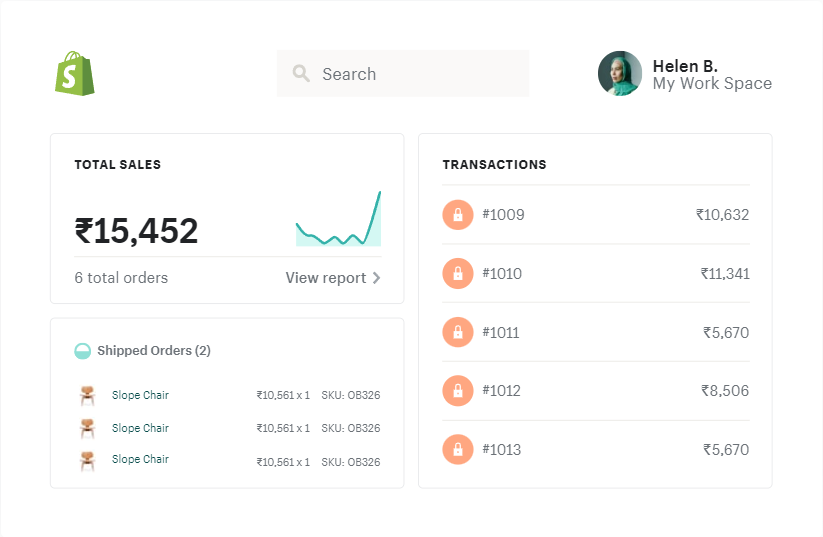 S
Search
Helen B.
My Work Space
TOTAL SALES
₹15,452
6 total orders
View report
Shipped Orders (2)
Slope Chair ₹10,561 x 1 SKU: OB326
Slope Chair ₹10,561 x 1 SKU: OB326
Slope Chair ₹10,561 x 1 SKU: OB326
TRANSACTIONS
#1009 ₹10,632
#1010 ₹11,341
#1011 ₹5,670
#1012 ₹8,506
#1013 ₹5,670